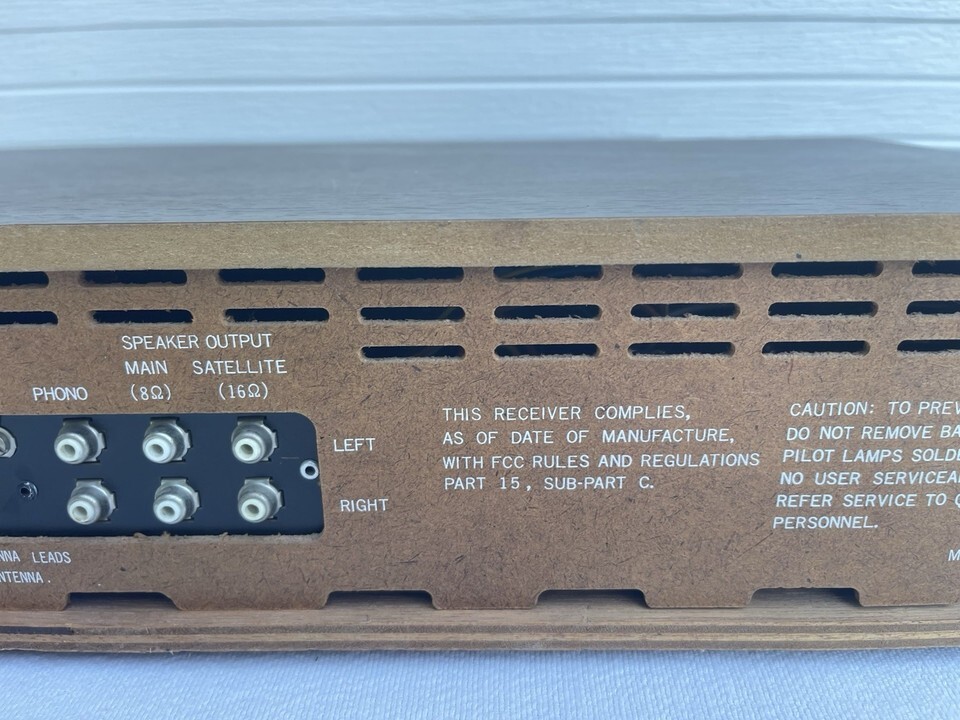 SPEAKER OUTPUT
MAIN SATELLITE
PHONO (8Ω) (16Ω)
LEFT
RIGHT
LEADS
THIS RECEIVER COMPLIES,
AS OF DATE OF MANUFACTURE,
WITH FCC RULES AND REGULATIONS
PART 15, SUB-PART C.
CAUTION: TO
DO NOT REMOVE
PILOT LAMPS
NO USER
REFER SERVICE TO
PERSONNEL.